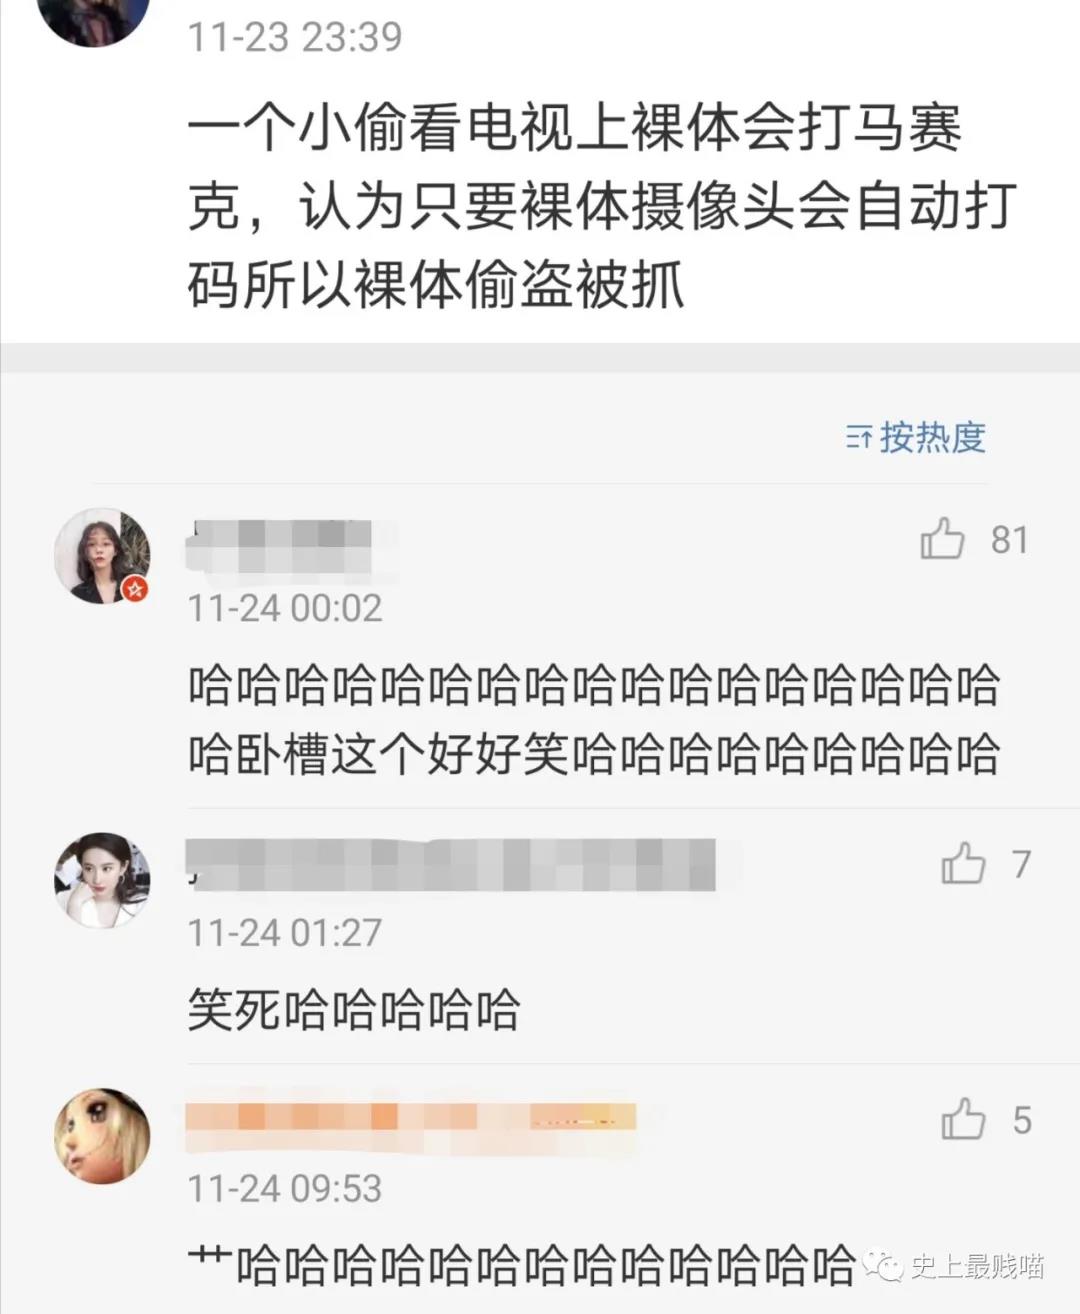 11-23 23:39
一个小偷看电视上裸体会打马赛
克，认为只要裸体摄像头会自动打
码所以裸体偷盗被抓
按热度
81
11-24 00:02
哈哈哈哈哈哈哈哈哈哈哈哈哈哈哈哈哈
哈卧槽这个好好笑哈哈哈哈哈哈哈哈哈
7
11-24 01:27
笑死哈哈哈哈哈
5
11-24 09:53
艹哈哈哈哈哈哈哈哈哈哈哈哈哈
史上最贱喵